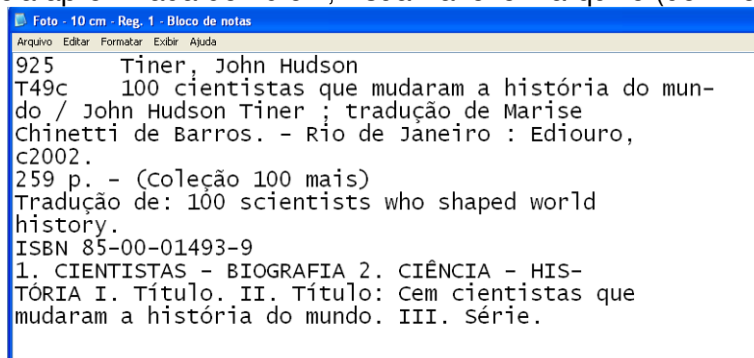 Foto - 10 cm - Reg. 1 - Bloco de notas
Arquivo Editar Formatar Exibir Ajuda
925 Tiner, John Hudson
T49c 100 cientistas que mudaram a história do mun-
do / John Hudson Tiner ; tradução de Marise
Chinetti de Barros. - Rio de Janeiro : Ediouro,
c2002.
259 p. - (Coleção 100 mais)
Tradução de: 100 scientists who shaped world
history.
ISBN 85-00-01493-9
1. CIENTISTAS - BIOGRAFIA 2. CIÊNCIA - HIS-
TÓRIA I. Título. II. Título: Cem cientistas que
mudaram a história do mundo. III. Série.